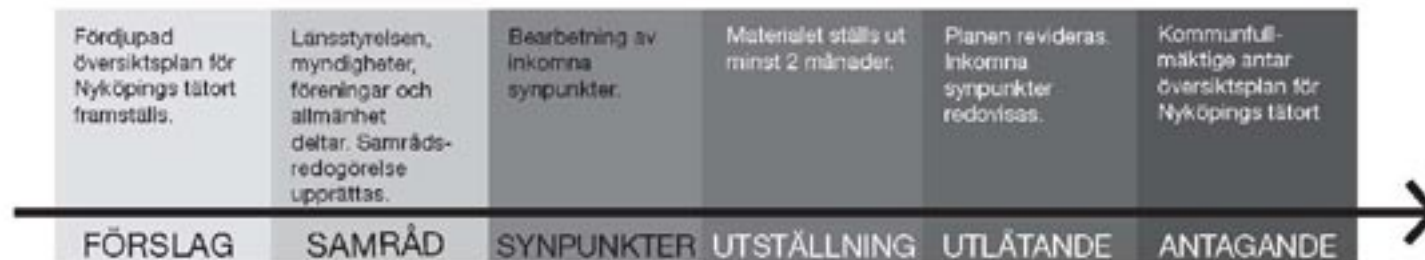 Fördjupad
översiktsplan för
Nyköpings tätort
framställs.
Länsstyrelsen,
myndigheter,
föreningar och
allmänhet
deltar. Samråds-
redogörelse
upprättas.
Bearbetning av
inkomna
synpunkter.
Materialet ställs ut
minst 2 månader.
Planen revideras.
Inkomna
synpunkter
redovisas.
Kommunfull-
mäktige antar
översiktsplan för
Nyköpings tätort
FÖRSLAG
SAMRÅD
SYNPUNKTER
UTSTÄLLNING
UTLÅTANDE
ANTAGANDE